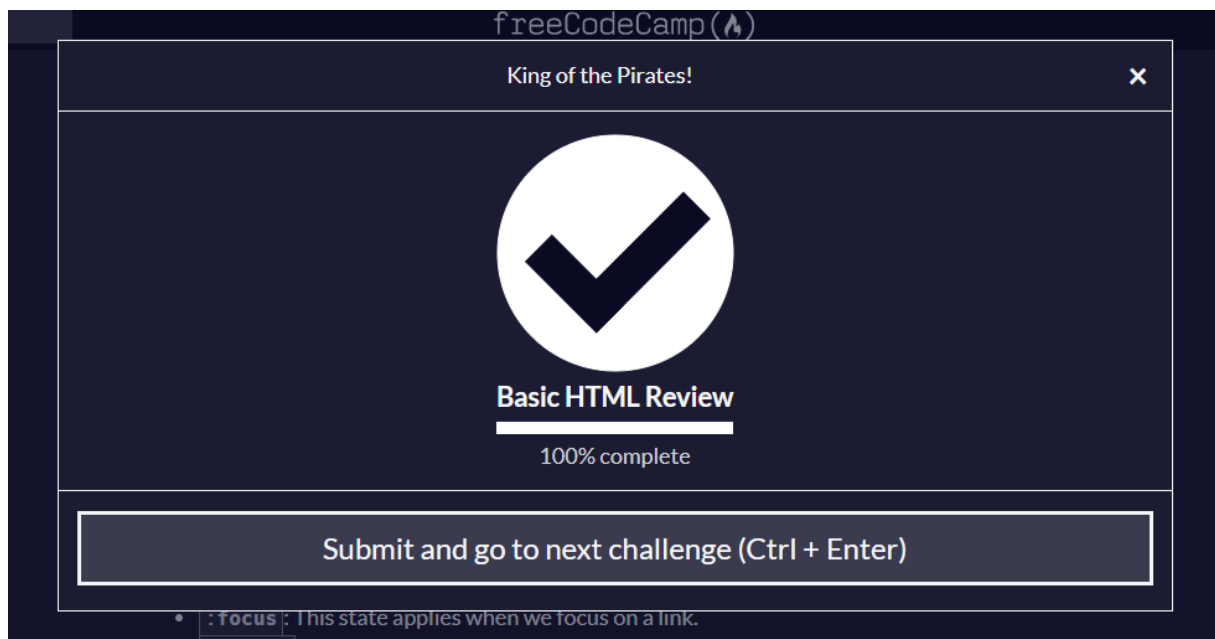 freeCodeCamp(🔥)
King of the Pirates!
×
Basic HTML Review
100% complete
Submit and go to next challenge (Ctrl + Enter)
• :focus: This state applies when we focus on a link.